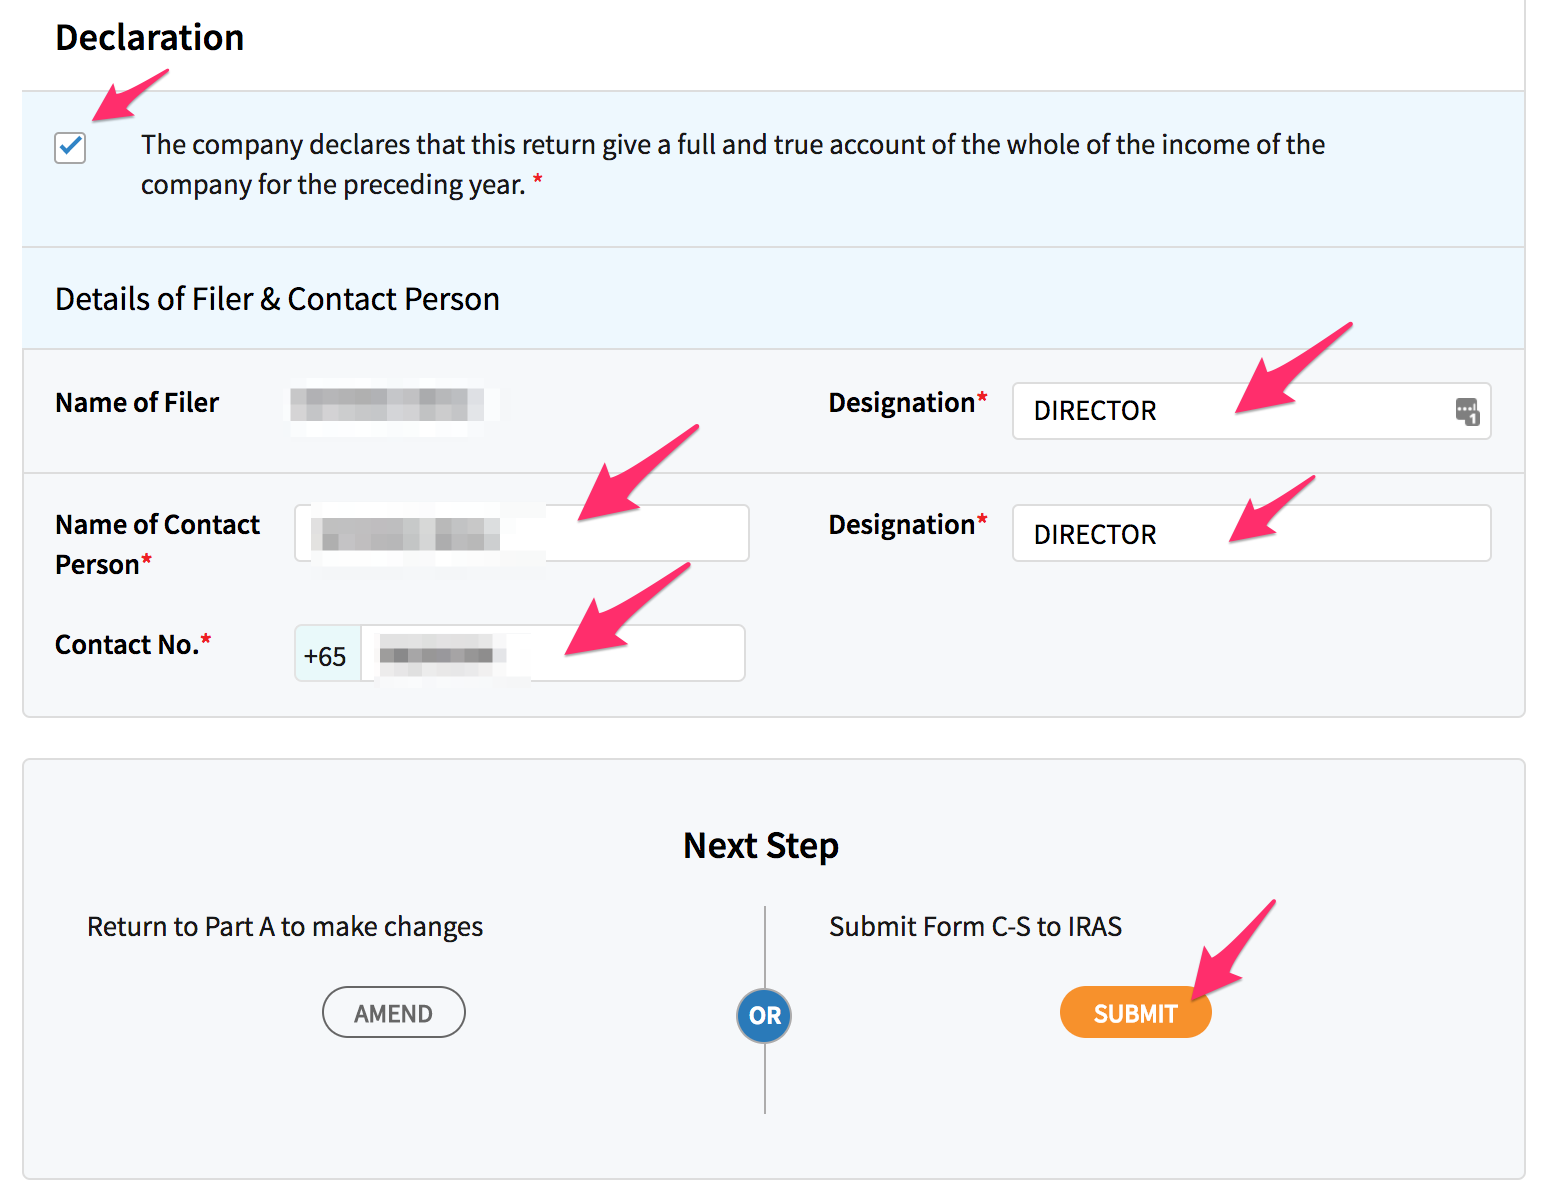 Declaration
The company declares that this return give a full and true account of the whole of the income of the
company for the preceding year. *
Details of Filer & Contact Person
Name of Filer
Designation*
DIRECTOR
1
Name of Contact
Person*
Designation*
DIRECTOR
Contact No.*
+65
Next Step
Return to Part A to make changes
AMEND
OR
Submit Form C-S to IRAS
SUBMIT